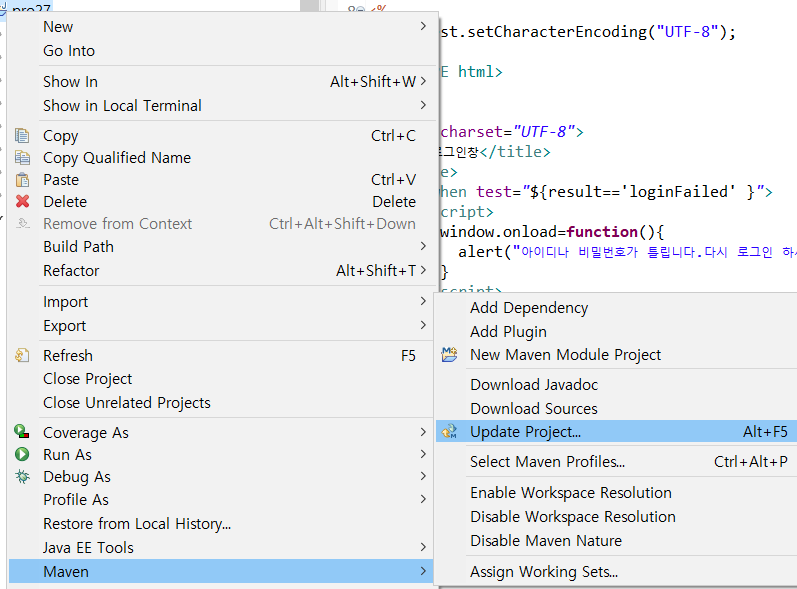 pro27
New
Go Into
Show In Alt+Shift+W
Show in Local Terminal
Copy Ctrl+C
Copy Qualified Name
Paste Ctrl+V
Delete Delete
Remove from Context Ctrl+Alt+Shift+Down
Build Path
Refactor Alt+Shift+T
Import
Export
Refresh F5
Close Project
Close Unrelated Projects
Coverage As
Run As
Debug As
Profile As
Restore from Local History...
Java EE Tools
Maven
<%
st.setCharacterEncoding("UTF-8");
E html>
charset="UTF-8">
로그인창</title>
e>
hen test="${result=='loginFailed' }">
cript>
window.onload=function(){
alert("아이디나 비밀번호가 틀립니다.다시 로그인 하
}
script>
Add Dependency
Add Plugin
New Maven Module Project
Download Javadoc
Download Sources
Update Project... Alt+F5
Select Maven Profiles... Ctrl+Alt+P
Enable Workspace Resolution
Disable Workspace Resolution
Disable Maven Nature
Assign Working Sets...